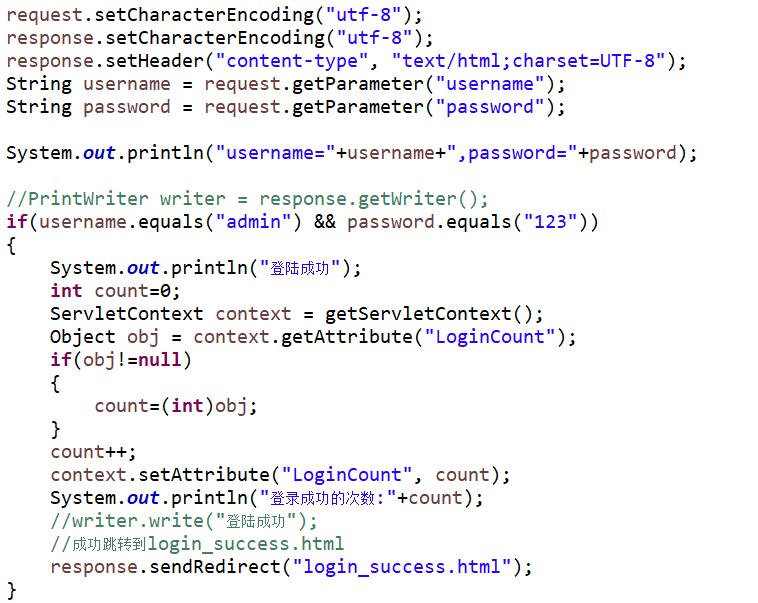 request.setCharacterEncoding("utf-8");
response.setCharacterEncoding("utf-8");
response.setHeader("content-type", "text/html;charset=UTF-8");
String username = request.getParameter("username");
String password = request.getParameter("password");

System.out.println("username="+username+",password="+password);

//PrintWriter writer = response.getWriter();
if(username.equals("admin") && password.equals("123"))
{
    System.out.println("登陆成功");
    int count=0;
    ServletContext context = getServletContext();
    Object obj = context.getAttribute("LoginCount");
    if(obj!=null)
    {
        count=(int)obj;
    }
    count++;
    context.setAttribute("LoginCount", count);
    System.out.println("登录成功的次数:"+count);
    //writer.write("登陆成功");
    //成功跳转到login_success.html
    response.sendRedirect("login_success.html");
}